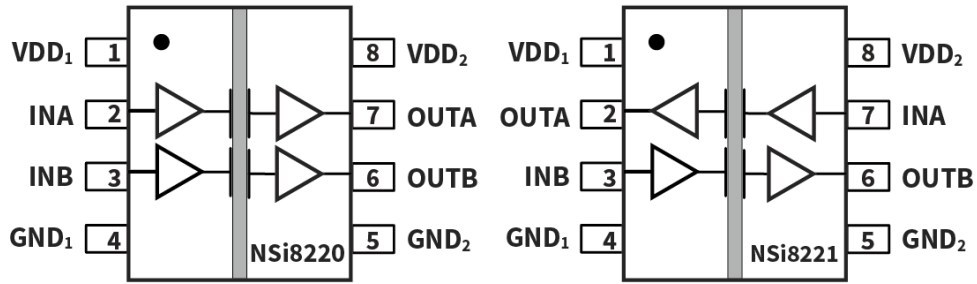 VDD₁ 1 8 VDD₂
INA 2 7 OUTA
INB 3 6 OUTB
GND₁ 4 5 GND₂
NSi8220
VDD₁ 1 8 VDD₂
OUTA 2 7 INA
INB 3 6 OUTB
GND₁ 4 5 GND₂
NSi8221